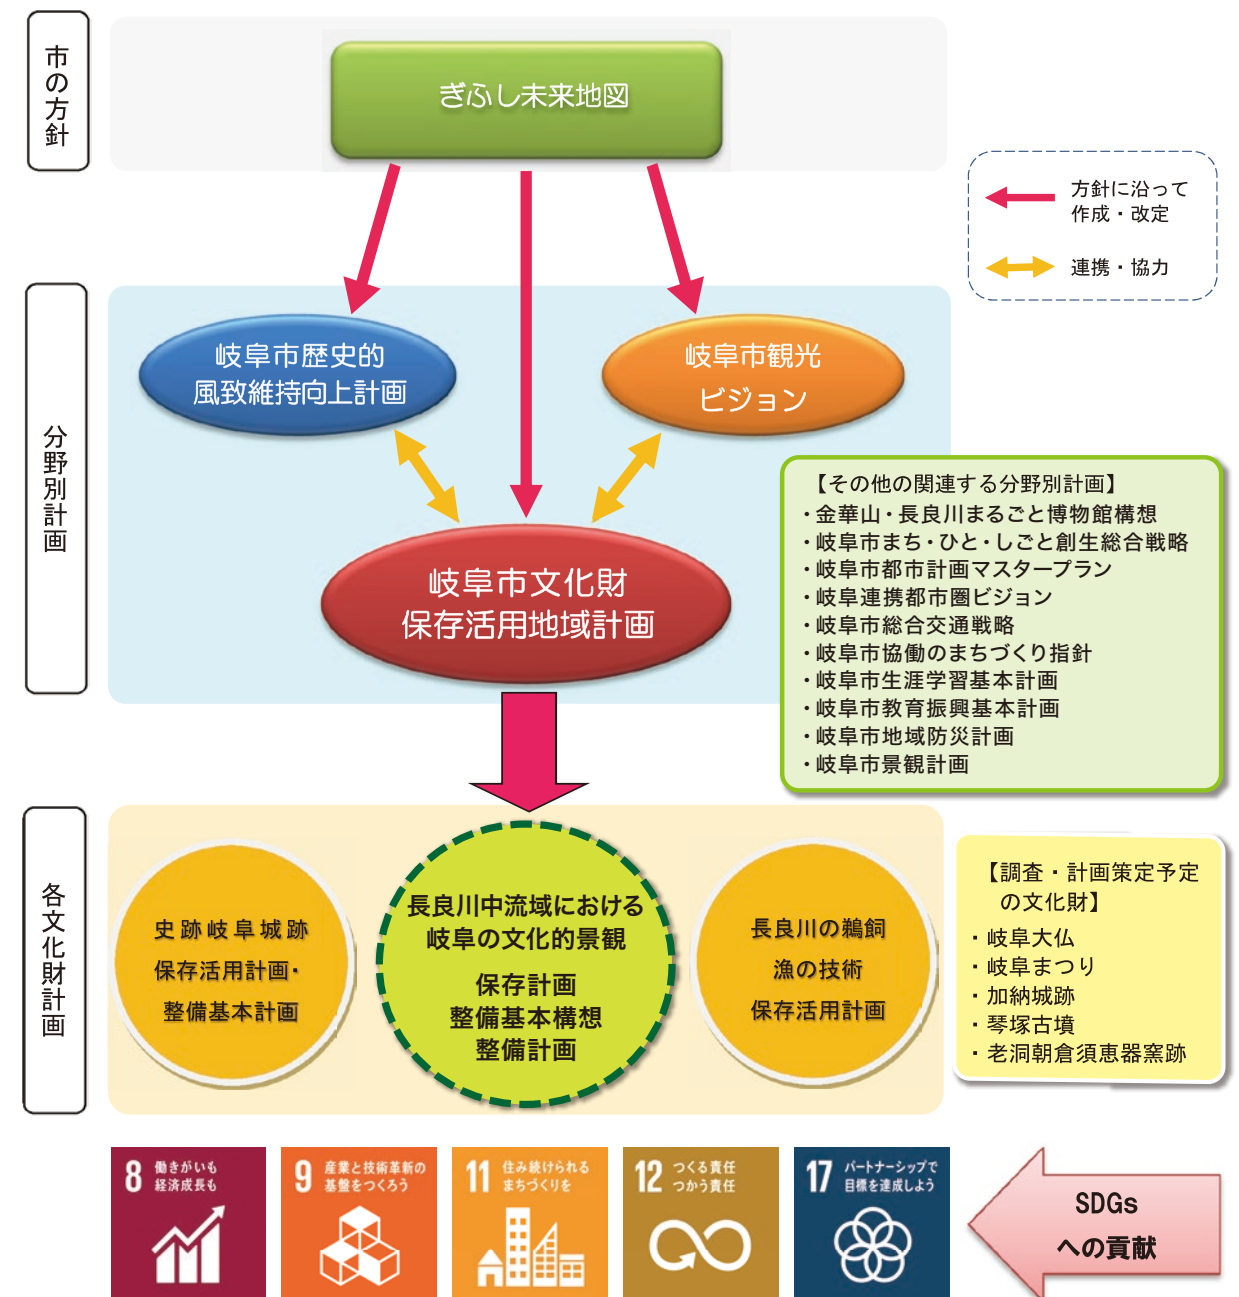 市の方針
ぎふし未来地図
方針に沿って
作成・改定
連携・協力
分野別計画
岐阜市歴史的
風致維持向上計画
岐阜市観光
ビジョン
岐阜市文化財
保存活用地域計画
【その他の関連する分野別計画】
・金華山・長良川まるごと博物館構想
・岐阜市まち・ひと・しごと創生総合戦略
・岐阜市都市計画マスタープラン
・岐阜連携都市圏ビジョン
・岐阜市総合交通戦略
・岐阜市協働のまちづくり指針
・岐阜市生涯学習基本計画
・岐阜市教育振興基本計画
・岐阜市地域防災計画
・岐阜市景観計画
各文化財計画
史跡岐阜城跡
保存活用計画・
整備基本計画
長良川中流域における
岐阜の文化的景観
保存計画
整備基本構想
整備計画
長良川の鵜飼
漁の技術
保存活用計画
【調査・計画策定予定
の文化財】
・岐阜大仏
・岐阜まつり
・加納城跡
・琴塚古墳
・老洞朝倉須恵器窯跡
8 働きがいも
経済成長も
9 産業と技術革新の
基盤をつくろう
11 住み続けられる
まちづくりを
12 つくる責任
つかう責任
17 パートナーシップで
目標を達成しよう
SDGs
への貢献